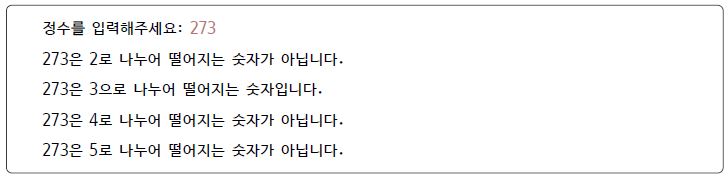 정수를 입력해주세요: 273
273은 2로 나누어 떨어지는 숫자가 아닙니다.
273은 3으로 나누어 떨어지는 숫자입니다.
273은 4로 나누어 떨어지는 숫자가 아닙니다.
273은 5로 나누어 떨어지는 숫자가 아닙니다.